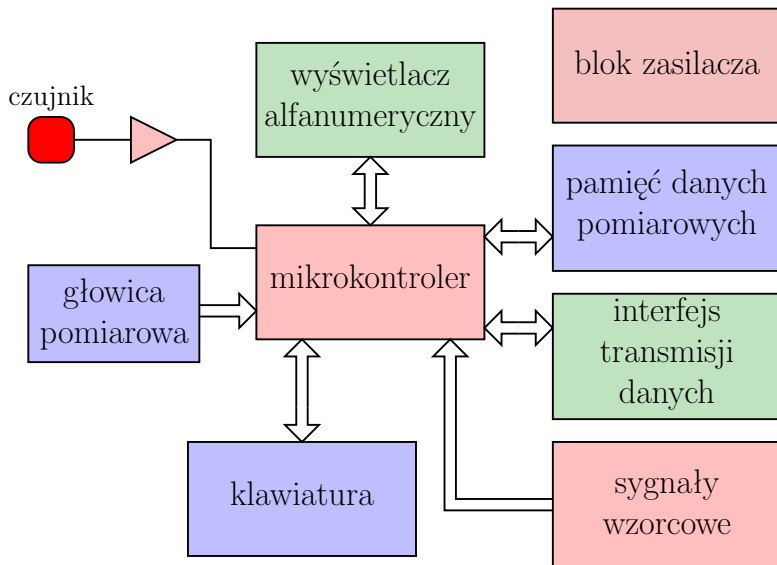 czujnik
wyświetlacz
alfanumeryczny
blok zasilacza
pamięć danych
pomiarowych
głowica
pomiarowa
mikrokontroler
interfejs
transmisji
danych
klawiatura
sygnały
wzorcowe